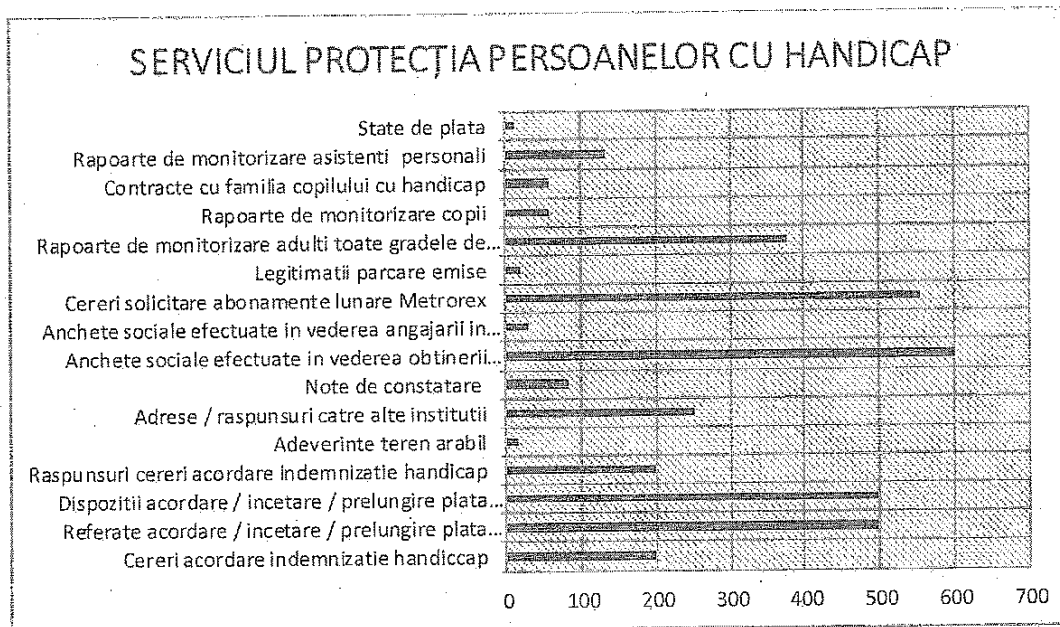 SERVICIUL PROTECȚIA PERSOANELOR CU HANDICAP
State de plata
Rapoarte de monitorizare asistenti personali
Contracte cu familia copilului cu handicap
Rapoarte de monitorizare copii
Rapoarte de monitorizare adulti toate gradele de...
Legitimatii parcare emise
Cereri solicitare abonamente lunare Metrorex
Anchete sociale efectuate in vederea angajarii in...
Anchete sociale efectuate in vederea obtinerii...
Note de constatare
Adrese / raspunsuri catre alte institutii
Adeverinte teren arabil
Raspunsuri cereri acordare indemnizatie handicap
Dispozitii acordare / incetare / prelungire plata...
Referate acordare / incetare / prelungire plata...
Cereri acordare indemnizatie handiccap
0 100 200 300 400 500 600 700